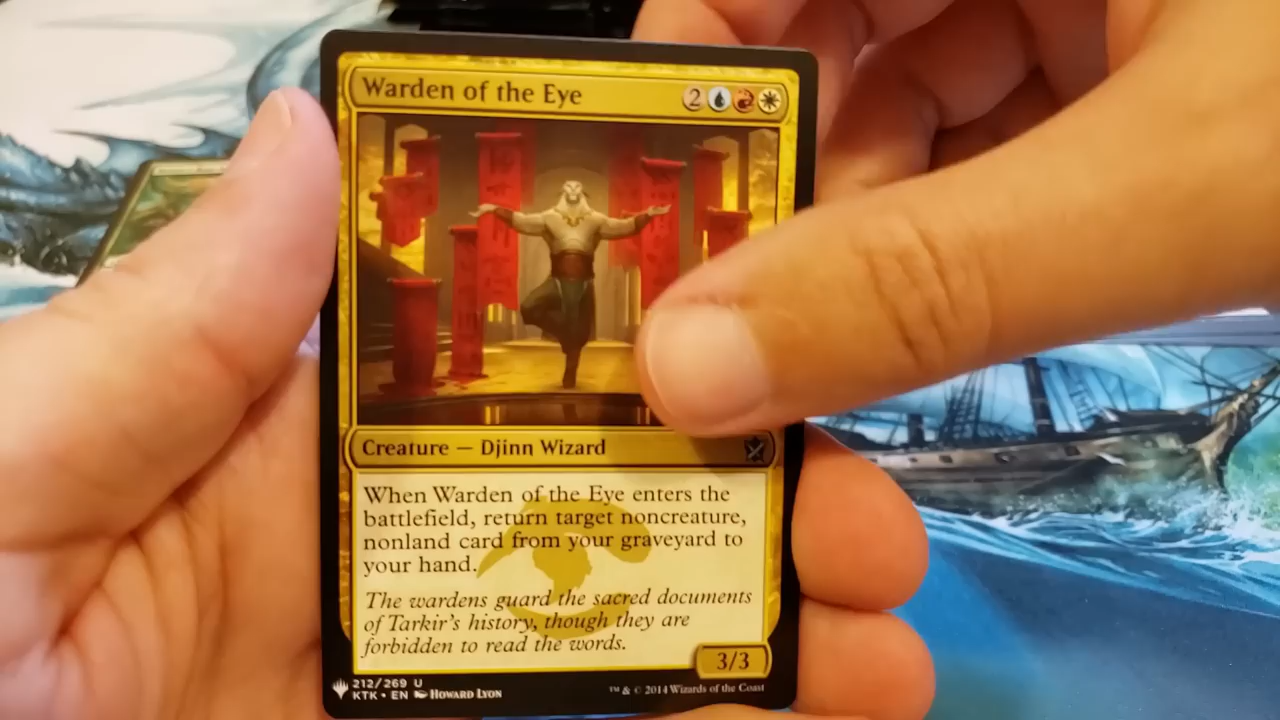 Warden of the Eye
2
Creature — Djinn Wizard
When Warden of the Eye enters the
battlefield, return target noncreature,
nonland card from your graveyard to
your hand.
The wardens guard the sacred documents
of Tarkir's history, though they are
forbidden to read the words.
3/3
212/269 U
KTK • EN Howard Lyon
™ & © 2014 Wizards of the Coast